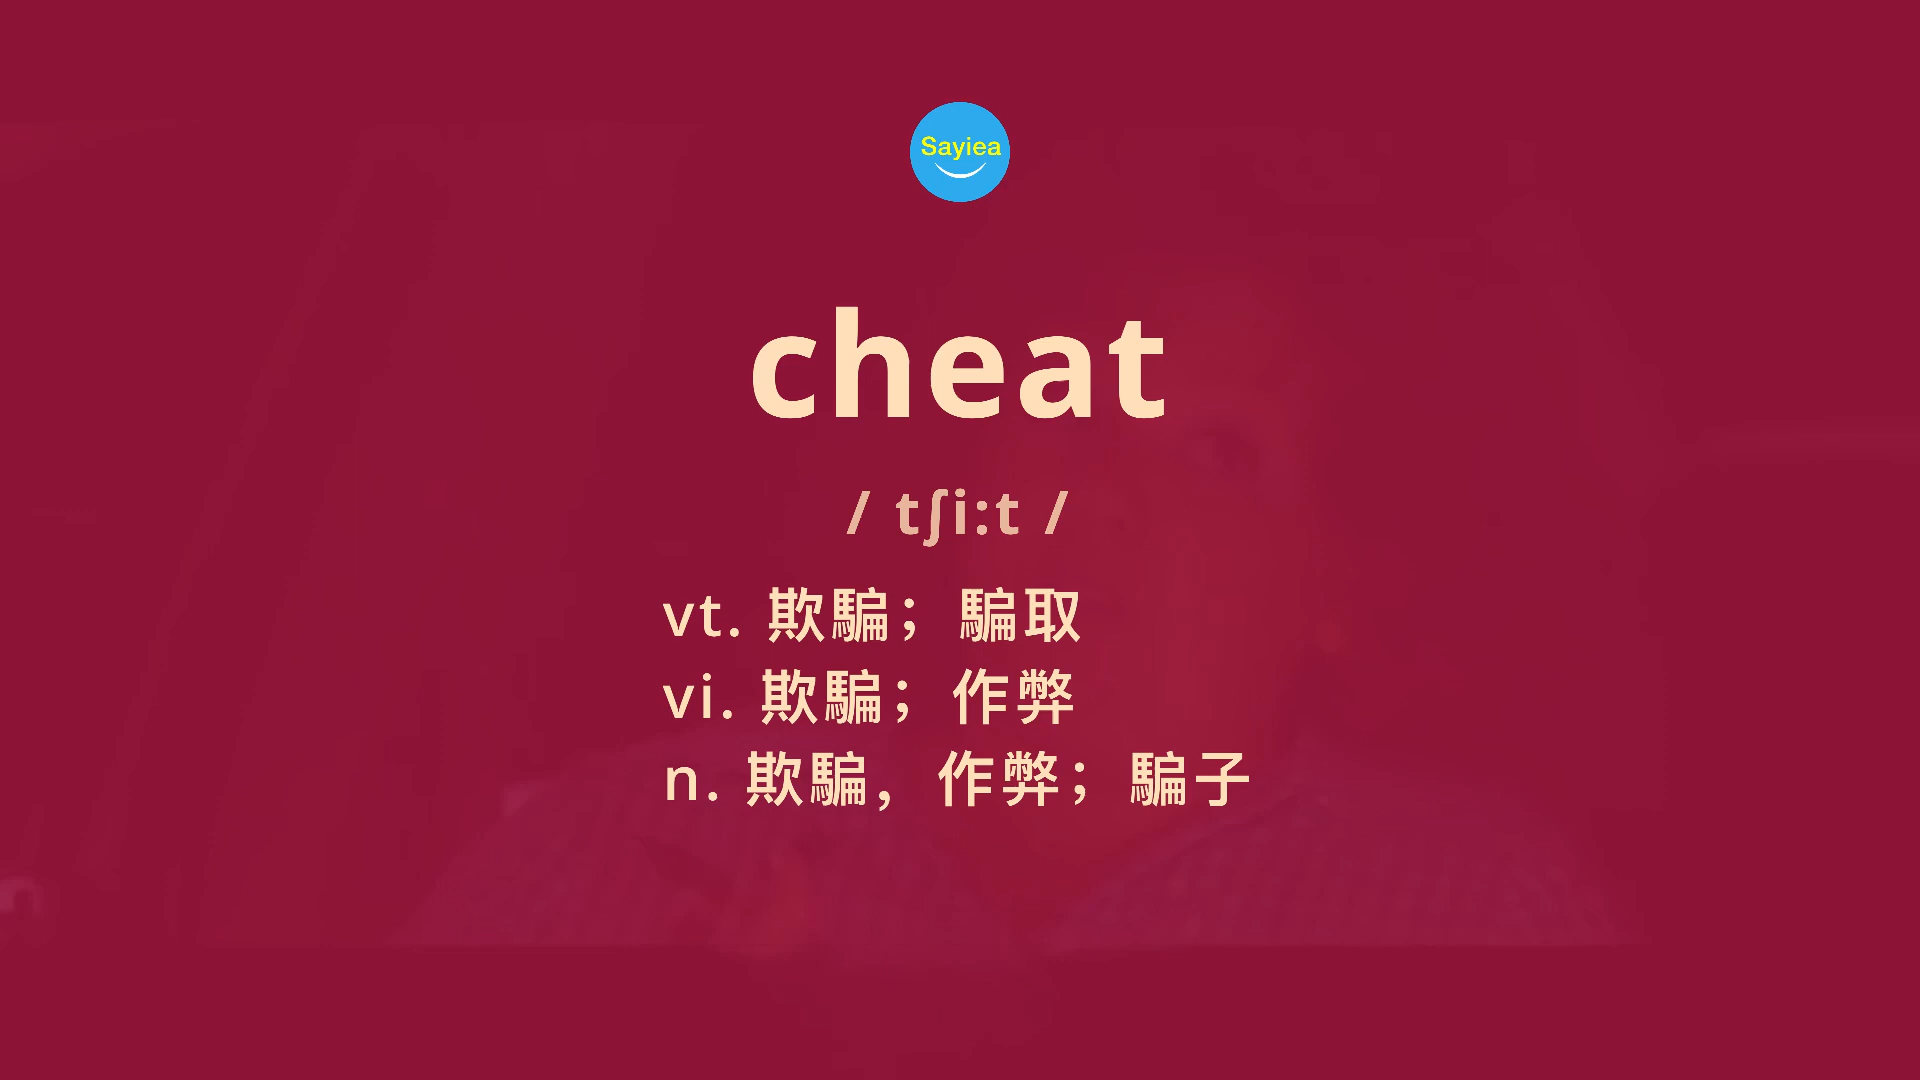 Sayiea
cheat
/ tʃi:t /
vt. 欺騙；騙取
vi. 欺騙；作弊
n. 欺騙，作弊；騙子